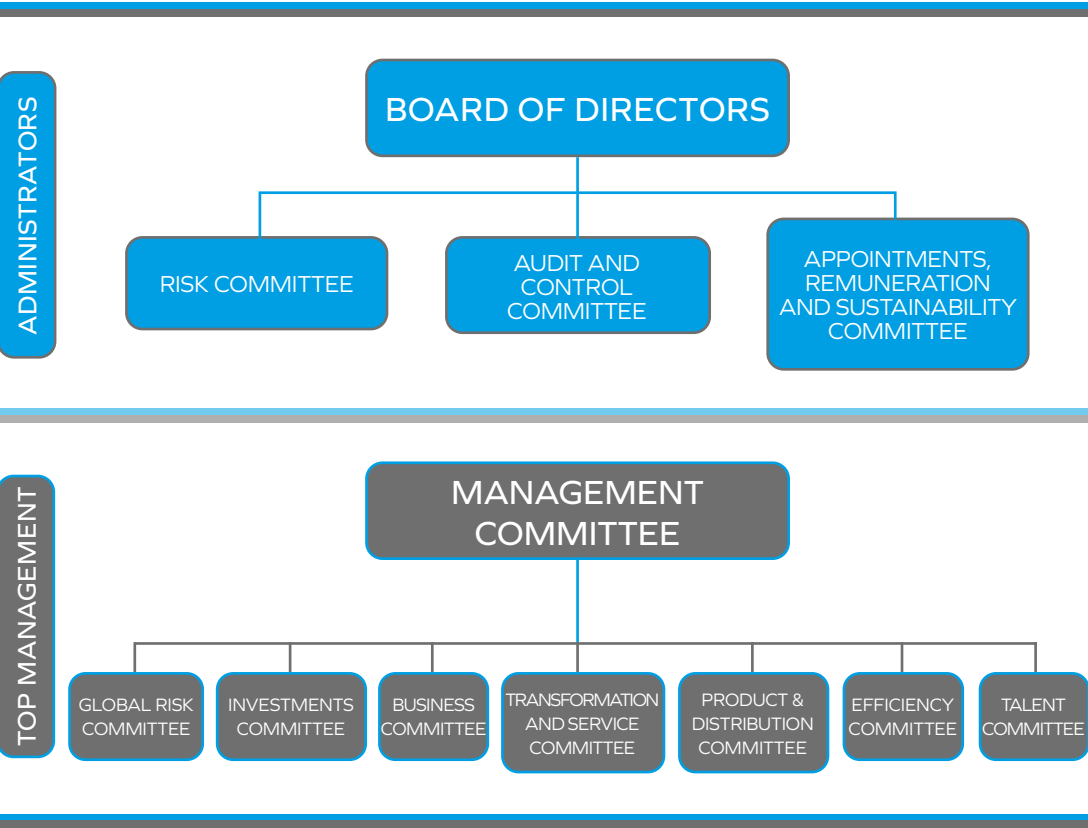 ADMINISTRATORS
BOARD OF DIRECTORS
RISK COMMITTEE
AUDIT AND
CONTROL
COMMITTEE
APPOINTMENTS,
REMUNERATION
AND SUSTAINABILITY
COMMITTEE
TOP MANAGEMENT
MANAGEMENT
COMMITTEE
GLOBAL RISK
COMMITTEE
INVESTMENTS
COMMITTEE
BUSINESS
COMMITTEE
TRANSFORMATION
AND SERVICE
COMMITTEE
PRODUCT &
DISTRIBUTION
COMMITTEE
EFFICIENCY
COMMITTEE
TALENT
COMMITTEE